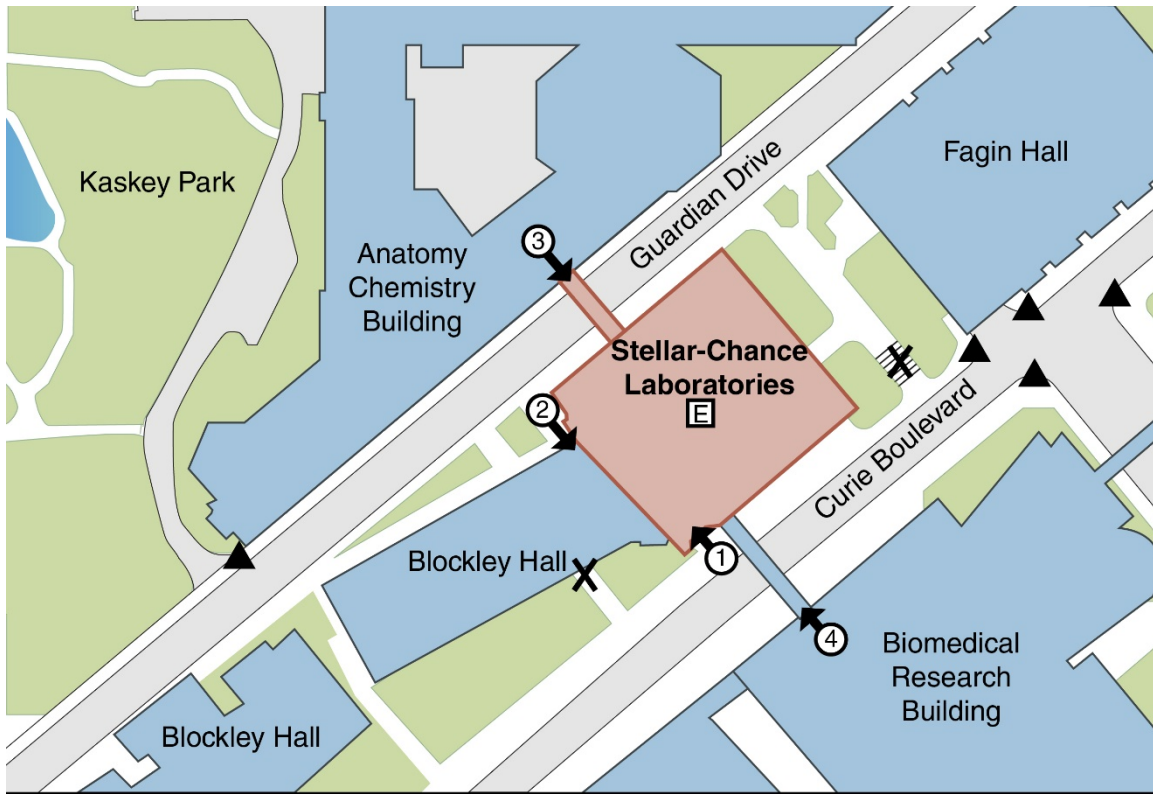 Kaskey Park
Anatomy
Chemistry
Building
Guardian Drive
Fagin Hall
3
Stellar-Chance
Laboratories
E
2
Curie Boulevard
Blockley Hall
1
4
Biomedical
Research
Building
Blockley Hall